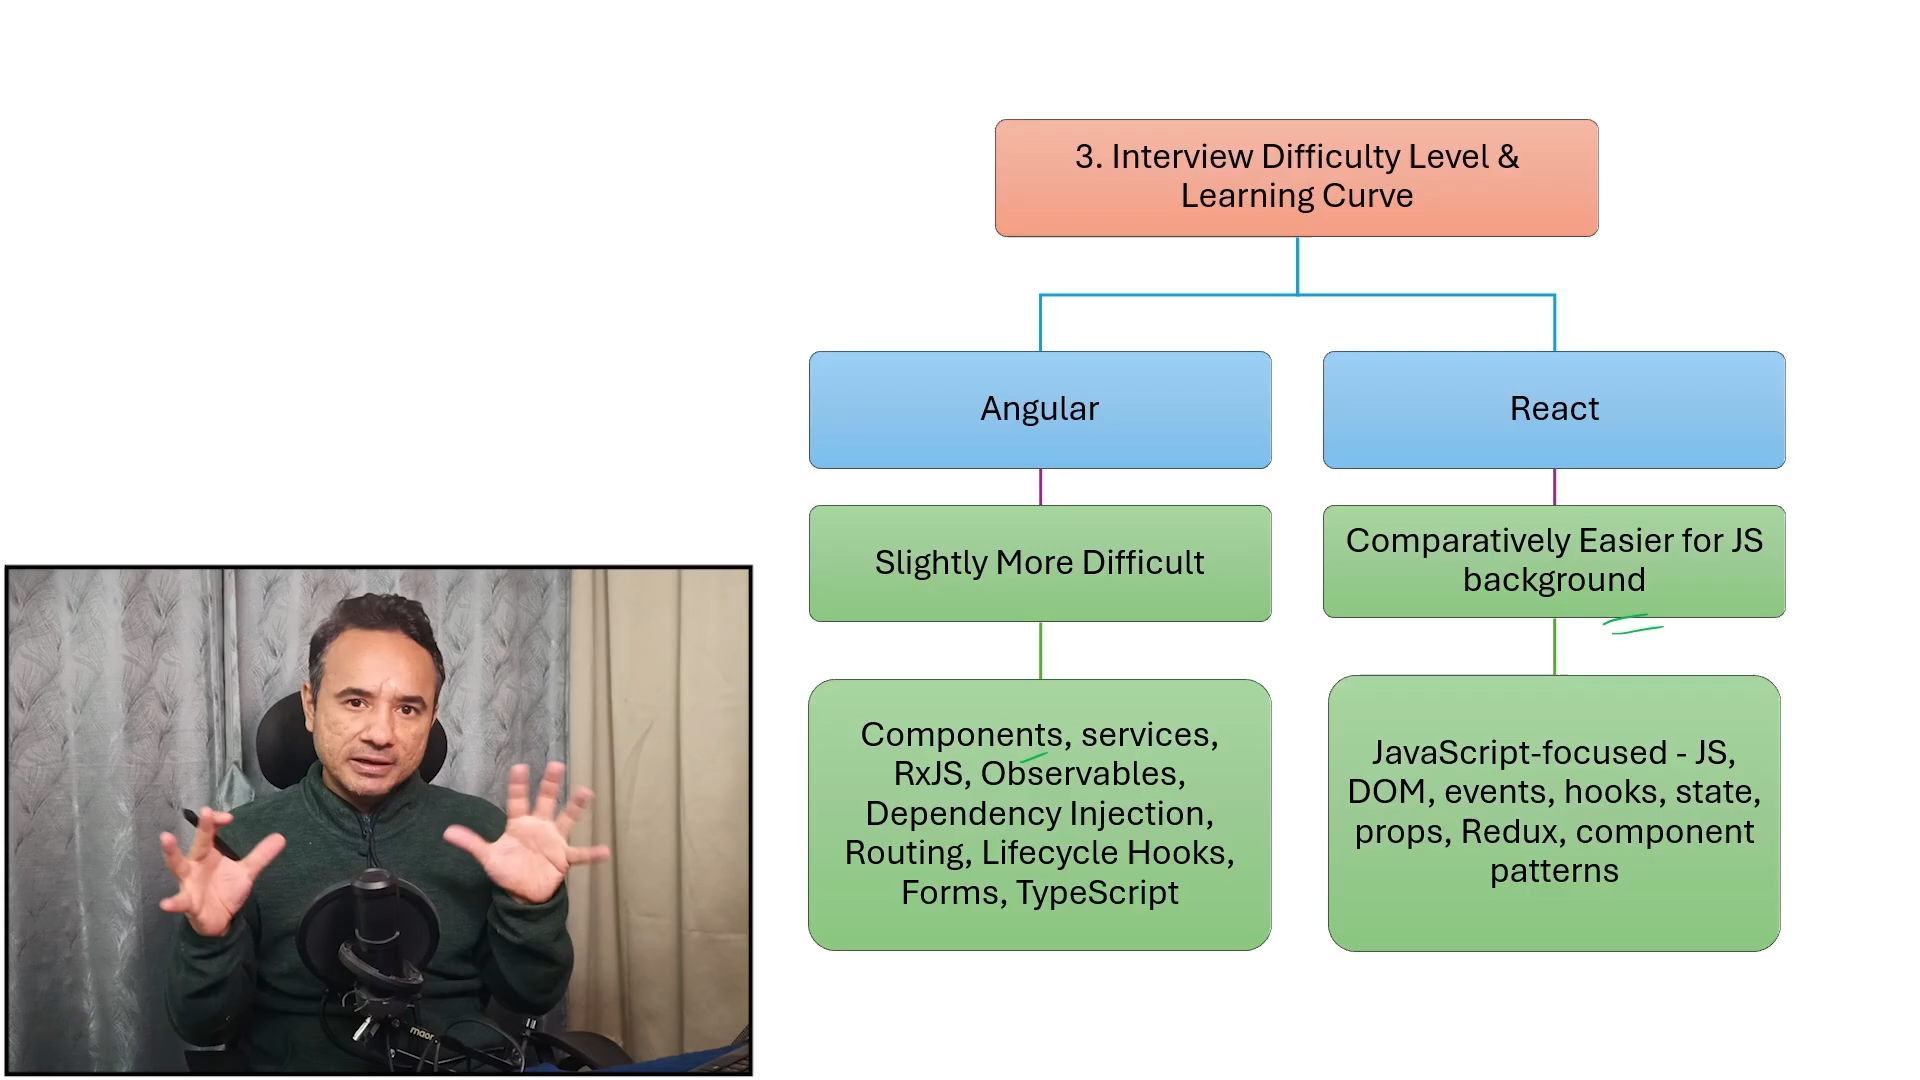 3. Interview Difficulty Level &
Learning Curve
Angular
React
Slightly More Difficult
Comparatively Easier for JS
background
Components, services,
RxJS, Observables,
Dependency Injection,
Routing, Lifecycle Hooks,
Forms, TypeScript
JavaScript-focused - JS,
DOM, events, hooks, state,
props, Redux, component
patterns
maono